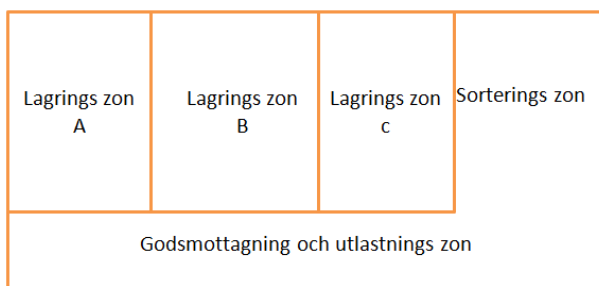 Lagrings zon
A
Lagrings zon
B
Lagrings zon
c
Sorterings zon
Godsmottagning och utlastnings zon